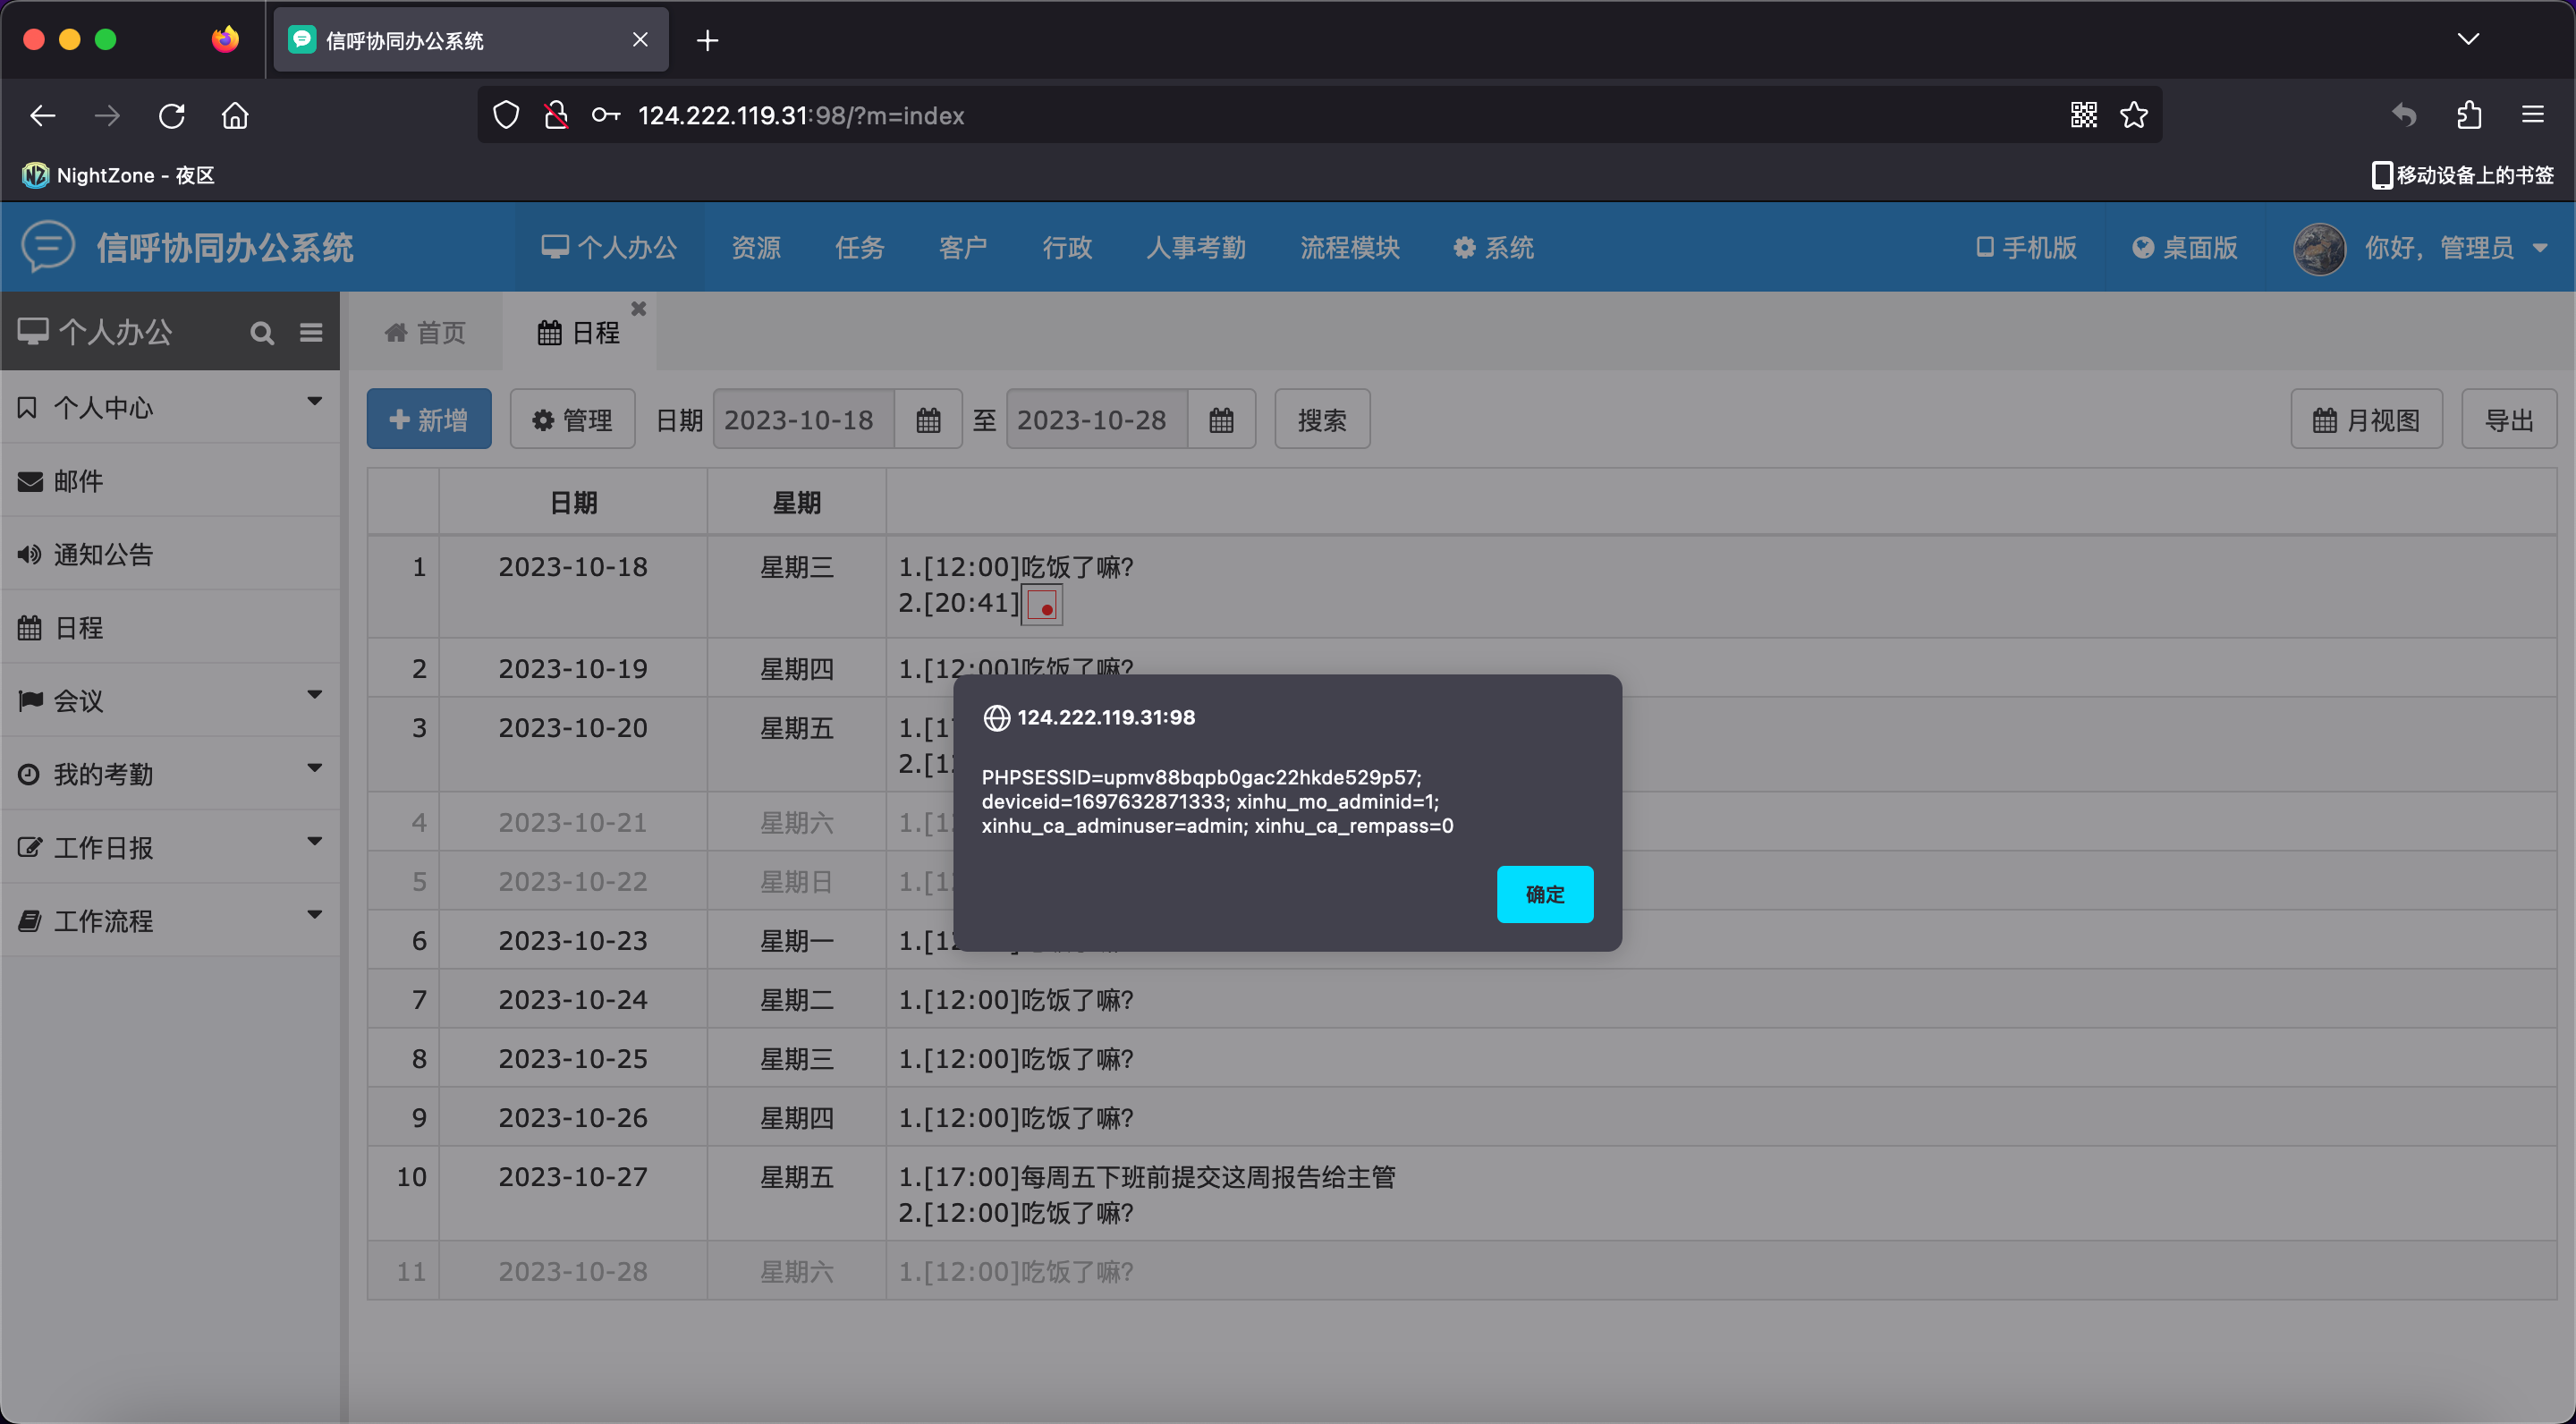 信呼协同办公系统
124.222.119.31:98/?m=index
NightZone - 夜区
移动设备上的书签
信呼协同办公系统
个人办公 资源 任务 客户 行政 人事考勤 流程模块 系统 手机版 桌面版 你好，管理员
个人办公
首页 日程
个人中心
邮件
通知公告
日程
会议
我的考勤
工作日报
工作流程
新增 管理 日期 2023-10-18 至 2023-10-28 搜索 月视图 导出
日期 星期
1 2023-10-18 星期三 1.[12:00]吃饭了嘛?
2.[20:41]
2 2023-10-19 星期四 1.[12:00]吃饭了嘛?
3 2023-10-20 星期五 1.[1
2.[1
4 2023-10-21 星期六 1.[1
5 2023-10-22 星期日 1.[1
6 2023-10-23 星期一 1.[12
7 2023-10-24 星期二 1.[12:00]吃饭了嘛?
8 2023-10-25 星期三 1.[12:00]吃饭了嘛?
9 2023-10-26 星期四 1.[12:00]吃饭了嘛?
10 2023-10-27 星期五 1.[17:00]每周五下班前提交这周报告给主管
2.[12:00]吃饭了嘛?
11 2023-10-28 星期六 1.[12:00]吃饭了嘛?
124.222.119.31:98
PHPSESSID=upmv88bqpb0gac22hkde529p57;
deviceid=1697632871333; xinhu_mo_adminid=1;
xinhu_ca_adminuser=admin; xinhu_ca_rempass=0
确定